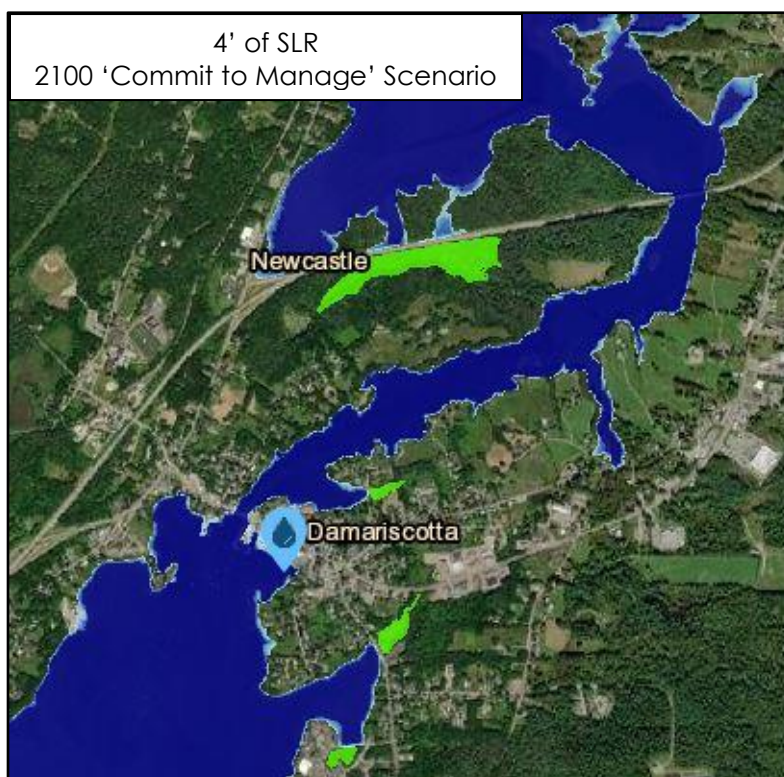 4’ of SLR
2100 ‘Commit to Manage’ Scenario
Newcastle
Damariscotta